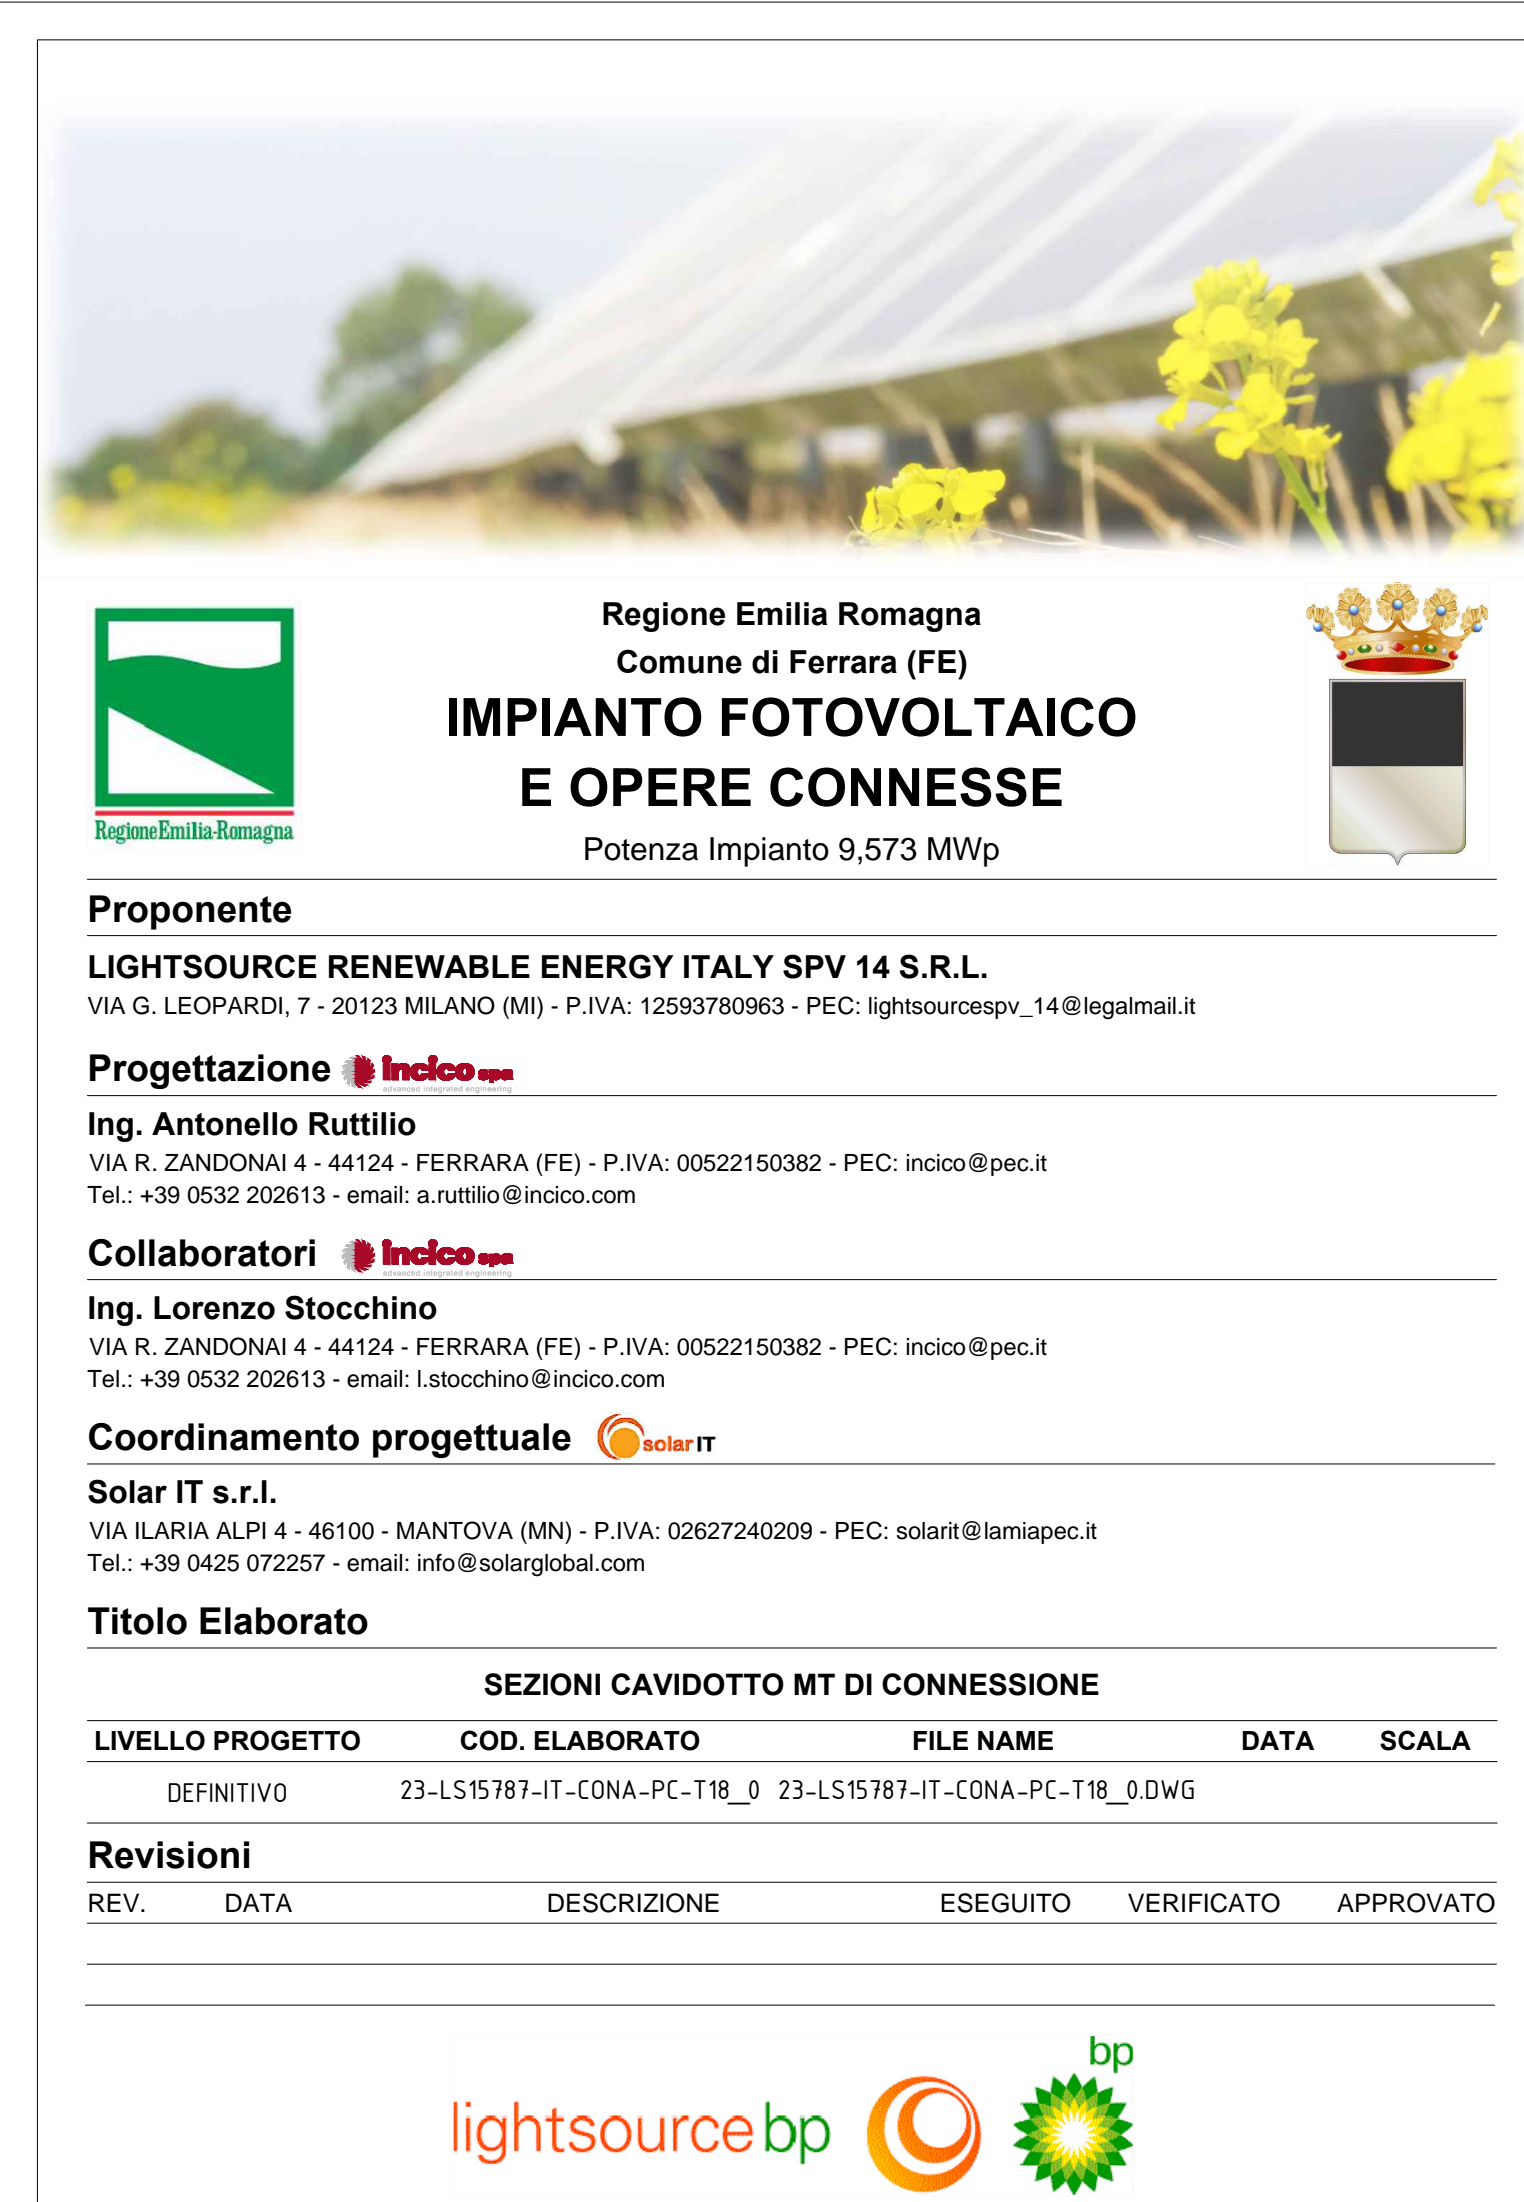 Regione Emilia Romagna
Comune di Ferrara (FE)
IMPIANTO FOTOVOLTAICO
E OPERE CONNESSE
Potenza Impianto 9,573 MWp
RegioneEmilia-Romagna
Proponente
LIGHTSOURCE RENEWABLE ENERGY ITALY SPV 14 S.R.L.
VIA G. LEOPARDI, 7 - 20123 MILANO (MI) - P.IVA: 12593780963 - PEC: lightsourcespv_14@legalmail.it
Progettazione incico spa
advanced integrated engineering
Ing. Antonello Ruttilio
VIA R. ZANDONAI 4 - 44124 - FERRARA (FE) - P.IVA: 00522150382 - PEC: incico@pec.it
Tel.: +39 0532 202613 - email: a.ruttilio@incico.com
Collaboratori incico spa
advanced integrated engineering
Ing. Lorenzo Stocchino
VIA R. ZANDONAI 4 - 44124 - FERRARA (FE) - P.IVA: 00522150382 - PEC: incico@pec.it
Tel.: +39 0532 202613 - email: l.stocchino@incico.com
Coordinamento progettuale solar IT
Solar IT s.r.l.
VIA ILARIA ALPI 4 - 46100 - MANTOVA (MN) - P.IVA: 02627240209 - PEC: solarit@lamiapec.it
Tel.: +39 0425 072257 - email: info@solarglobal.com
Titolo Elaborato
SEZIONI CAVIDOTTO MT DI CONNESSIONE
LIVELLO PROGETTO COD. ELABORATO FILE NAME DATA SCALA
DEFINITIVO 23-LS15787-IT-CONA-PC-T18_0 23-LS15787-IT-CONA-PC-T18_0.DWG
Revisioni
REV. DATA DESCRIZIONE ESEGUITO VERIFICATO APPROVATO
bp
lightsource bp